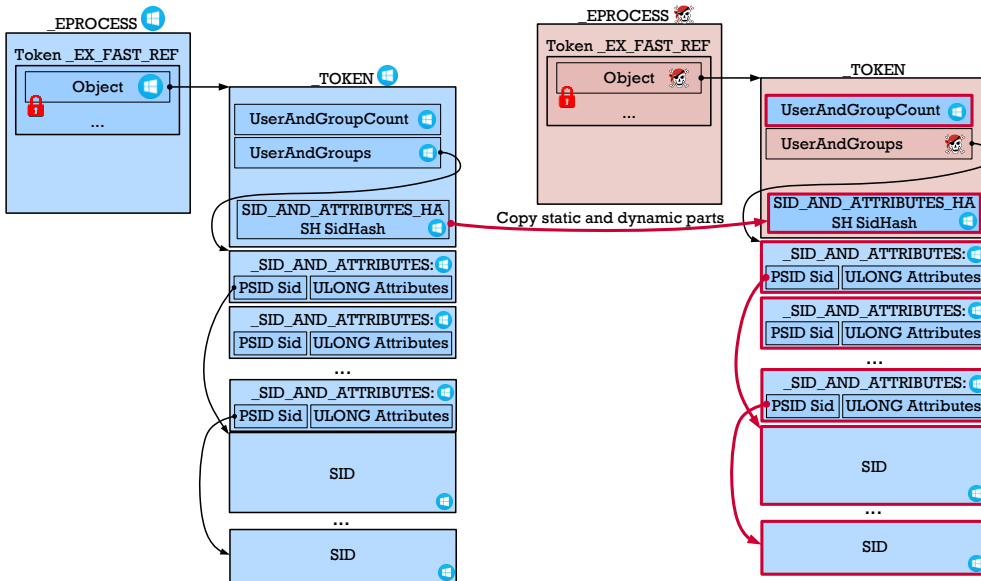 _EPROCESS
Token _EX_FAST_REF
Object
...
_TOKEN
UserAndGroupCount
UserAndGroups
SID_AND_ATTRIBUTES_HA
SH SidHash
_SID_AND_ATTRIBUTES:
PSID Sid
ULONG Attributes
_SID_AND_ATTRIBUTES:
PSID Sid
ULONG Attributes
...
_SID_AND_ATTRIBUTES:
PSID Sid
ULONG Attributes
SID
...
SID
Copy static and dynamic parts
_EPROCESS
Token _EX_FAST_REF
Object
...
_TOKEN
UserAndGroupCount
UserAndGroups
SID_AND_ATTRIBUTES_HA
SH SidHash
_SID_AND_ATTRIBUTES:
PSID Sid
ULONG Attributes
_SID_AND_ATTRIBUTES:
PSID Sid
ULONG Attributes
...
_SID_AND_ATTRIBUTES:
PSID Sid
ULONG Attributes
SID
...
SID